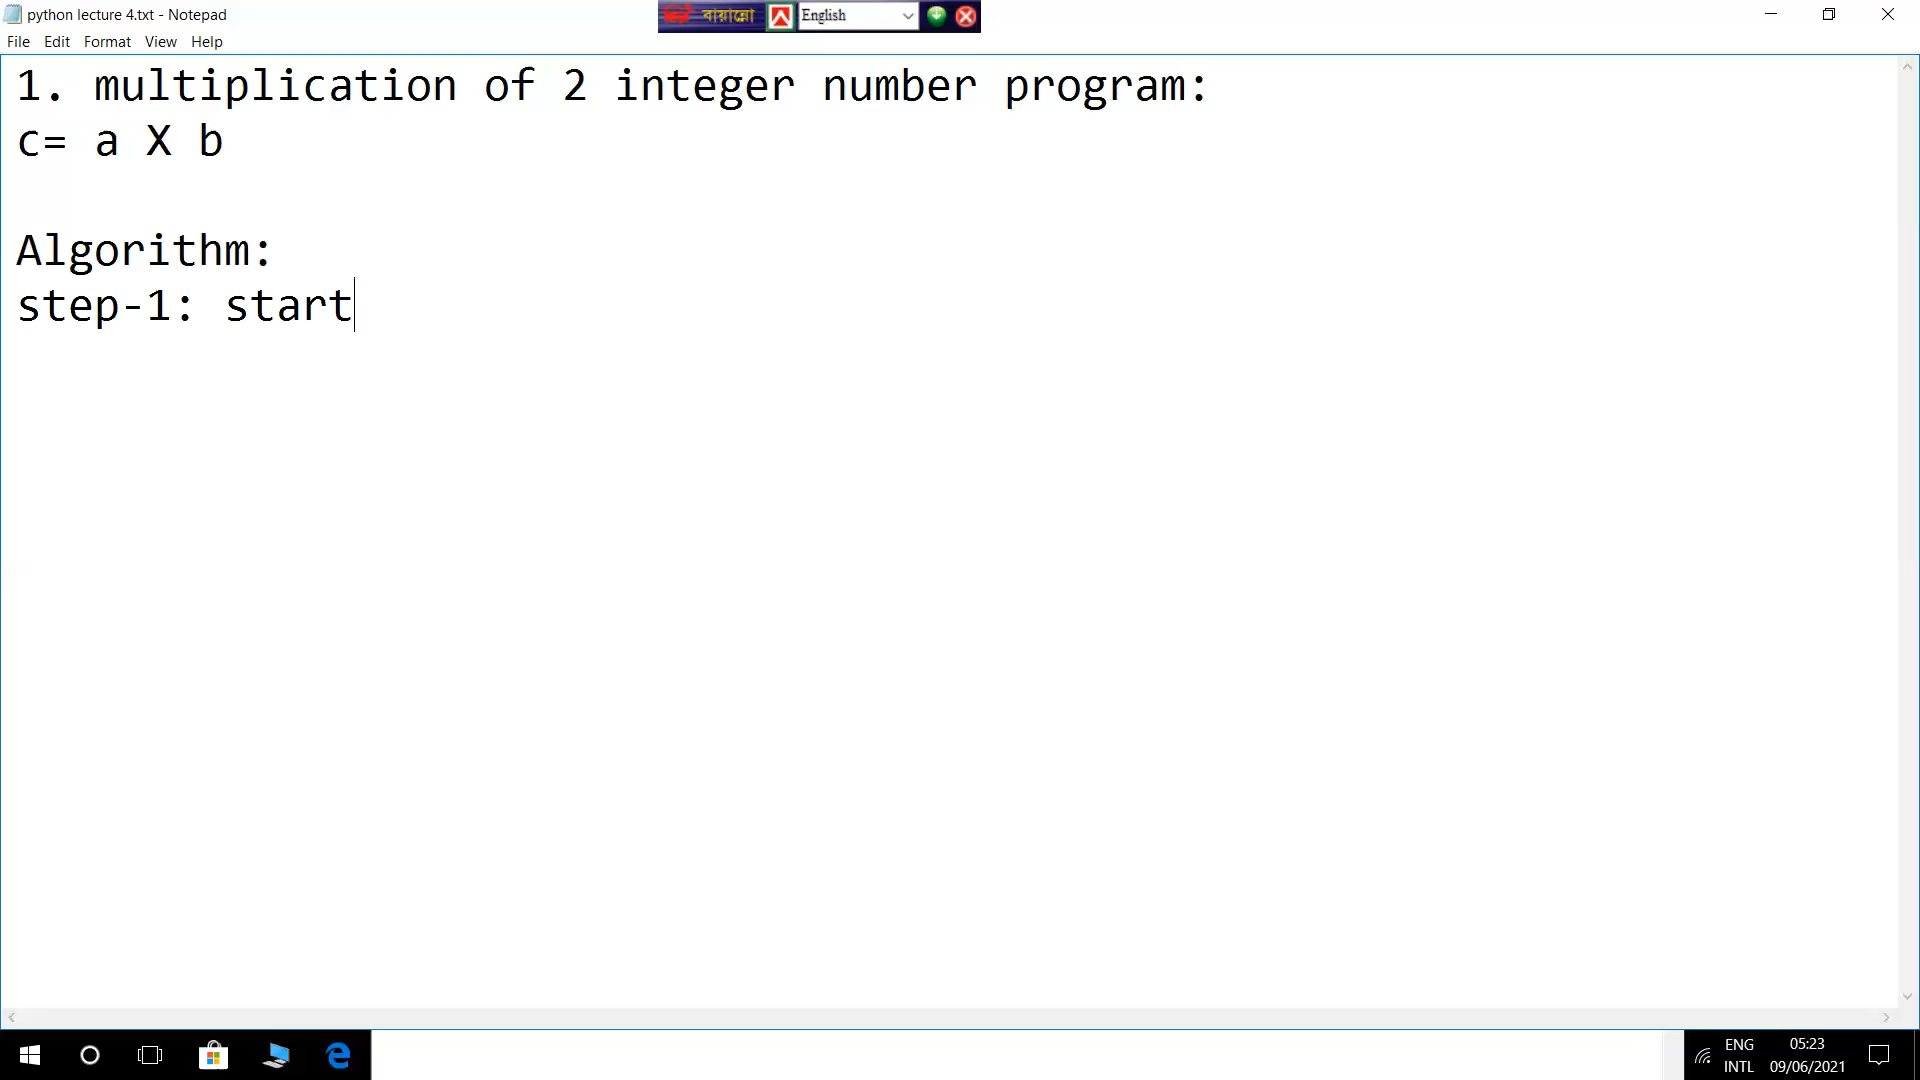 python lecture 4.txt - Notepad
বায়ান্নো
English
File Edit Format View Help
1. multiplication of 2 integer number program:
c= a X b
Algorithm:
step-1: start
ENG
INTL
05:23
09/06/2021